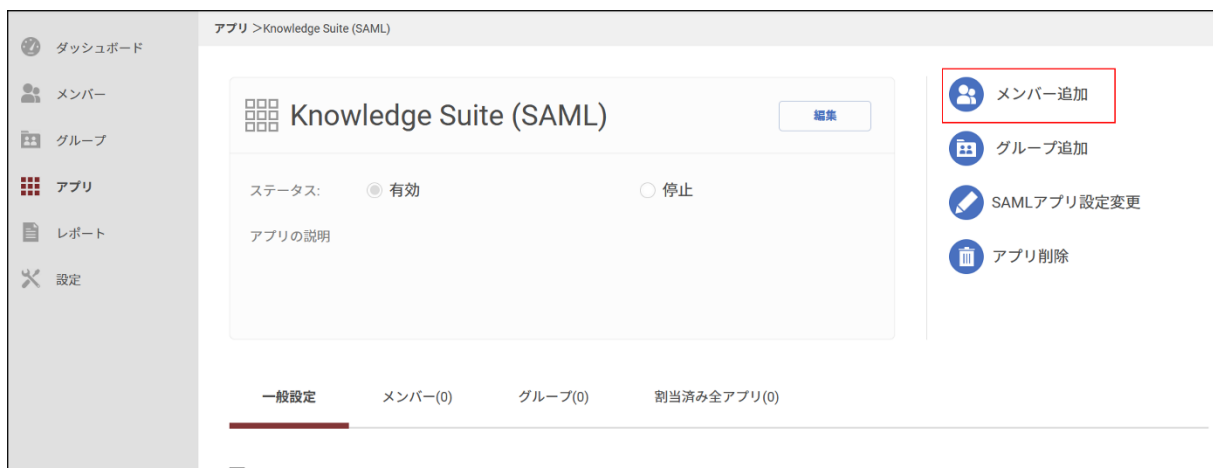 アプリ >Knowledge Suite (SAML)
ダッシュボード
メンバー
グループ
アプリ
レポート
設定
Knowledge Suite (SAML)
編集
ステータス:
有効
停止
アプリの説明
メンバー追加
グループ追加
SAMLアプリ設定変更
アプリ削除
一般設定
メンバー(0)
グループ(0)
割当済み全アプリ(0)